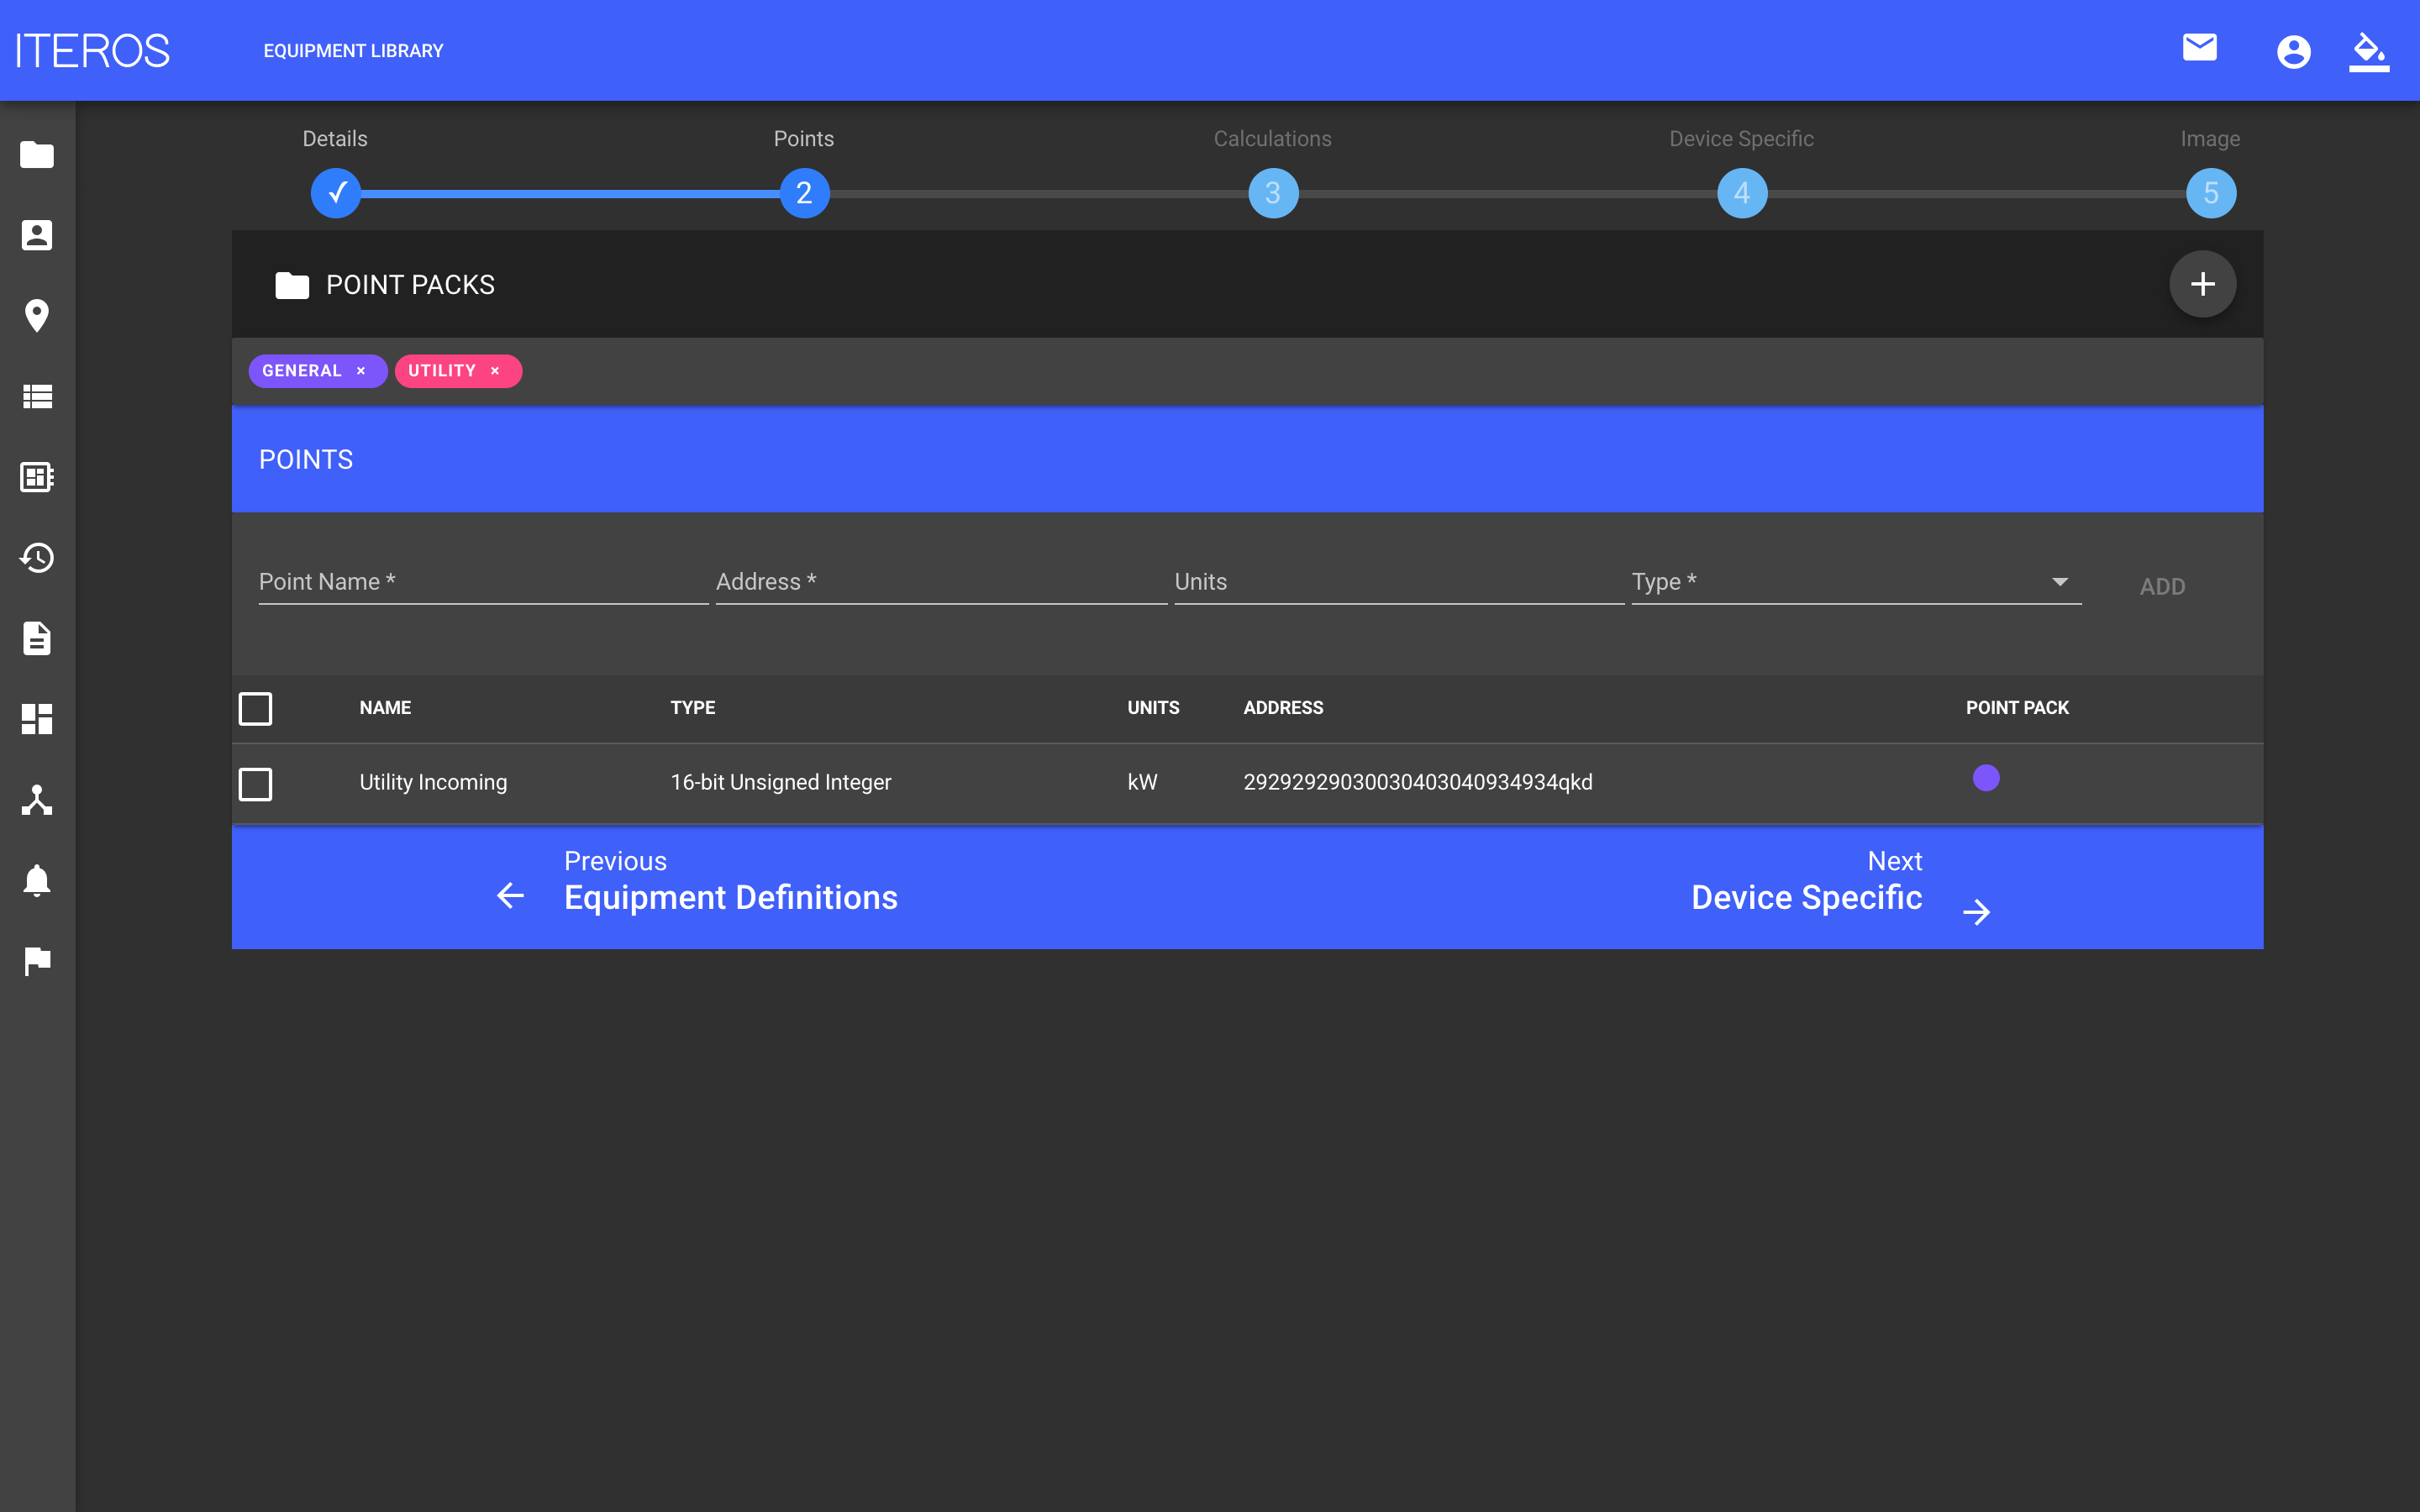 ITEROS
EQUIPMENT LIBRARY
Details
Points
Calculations
Device Specific
Image
✓
2
3
4
5
POINT PACKS
GENERAL ×
UTILITY ×
POINTS
Point Name *
Address *
Units
Type *
ADD
NAME
TYPE
UNITS
ADDRESS
POINT PACK
Utility Incoming
16-bit Unsigned Integer
kW
29292929030030403040934934qkd
Previous
Equipment Definitions
Next
Device Specific